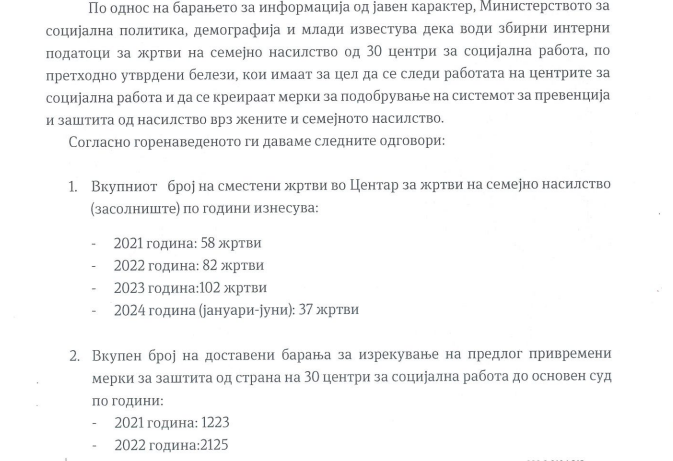 По однос на барањето за информација од јавен карактер, Министерството за
социјална политика, демографија и млади известува дека води збирни интерни
податоци за жртви на семејно насилство од 30 центри за социјална работа, по
претходно утврдени белези, кои имаат за цел да се следи работата на центрите за
социјална работа и да се креираат мерки за подобрување на системот за превенција
и заштита од насилство врз жените и семејното насилство.
Согласно горенаведеното ги даваме следните одговори:
1. Вкупниот број на сместени жртви во Центар за жртви на семејно насилство
(засолниште) по години изнесува:
- 2021 година: 58 жртви
- 2022 година: 82 жртви
- 2023 година:102 жртви
- 2024 година (јануари-јуни): 37 жртви
2. Вкупен број на доставени барања за изрекување на предлог привремени
мерки за заштита од страна на 30 центри за социјална работа до основен суд
по години:
- 2021 година: 1223
- 2022 година:2125